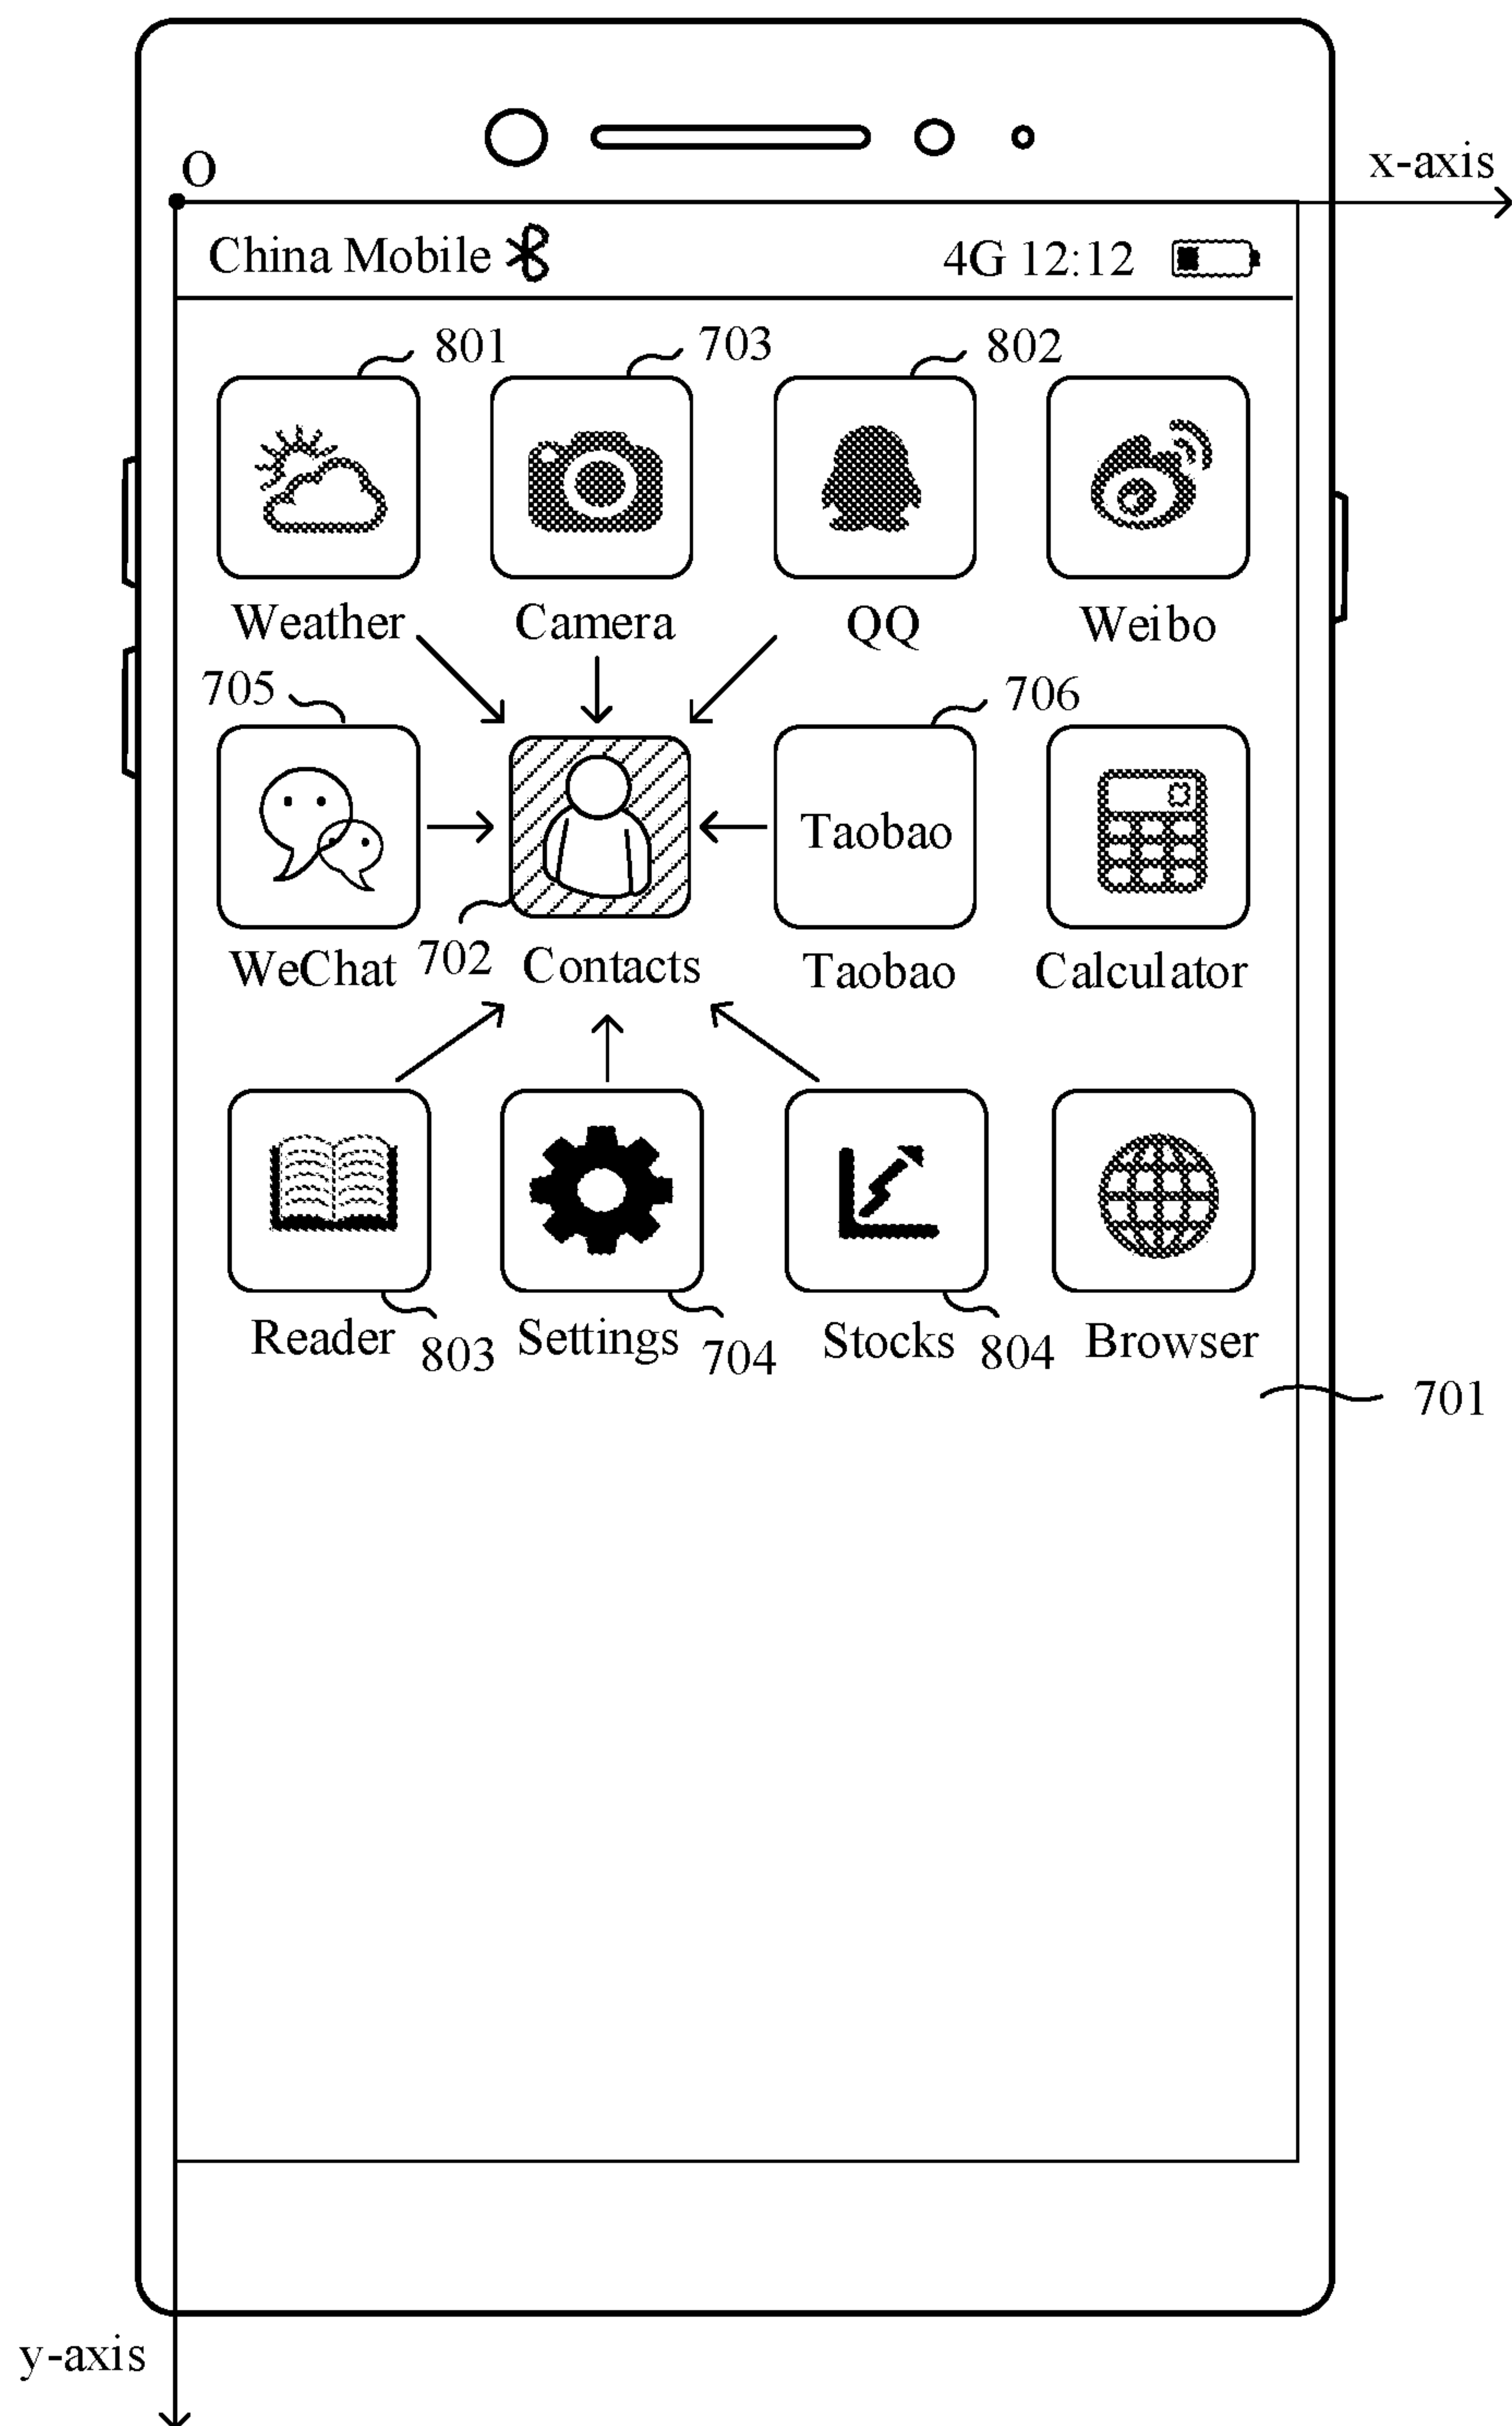 O
x-axis
China Mobile 4G 12:12
801 703 802
Weather Camera QQ Weibo
705 706
Taobao
WeChat 702 Contacts Taobao Calculator
Reader 803 Settings 704 Stocks 804 Browser
701
y-axis